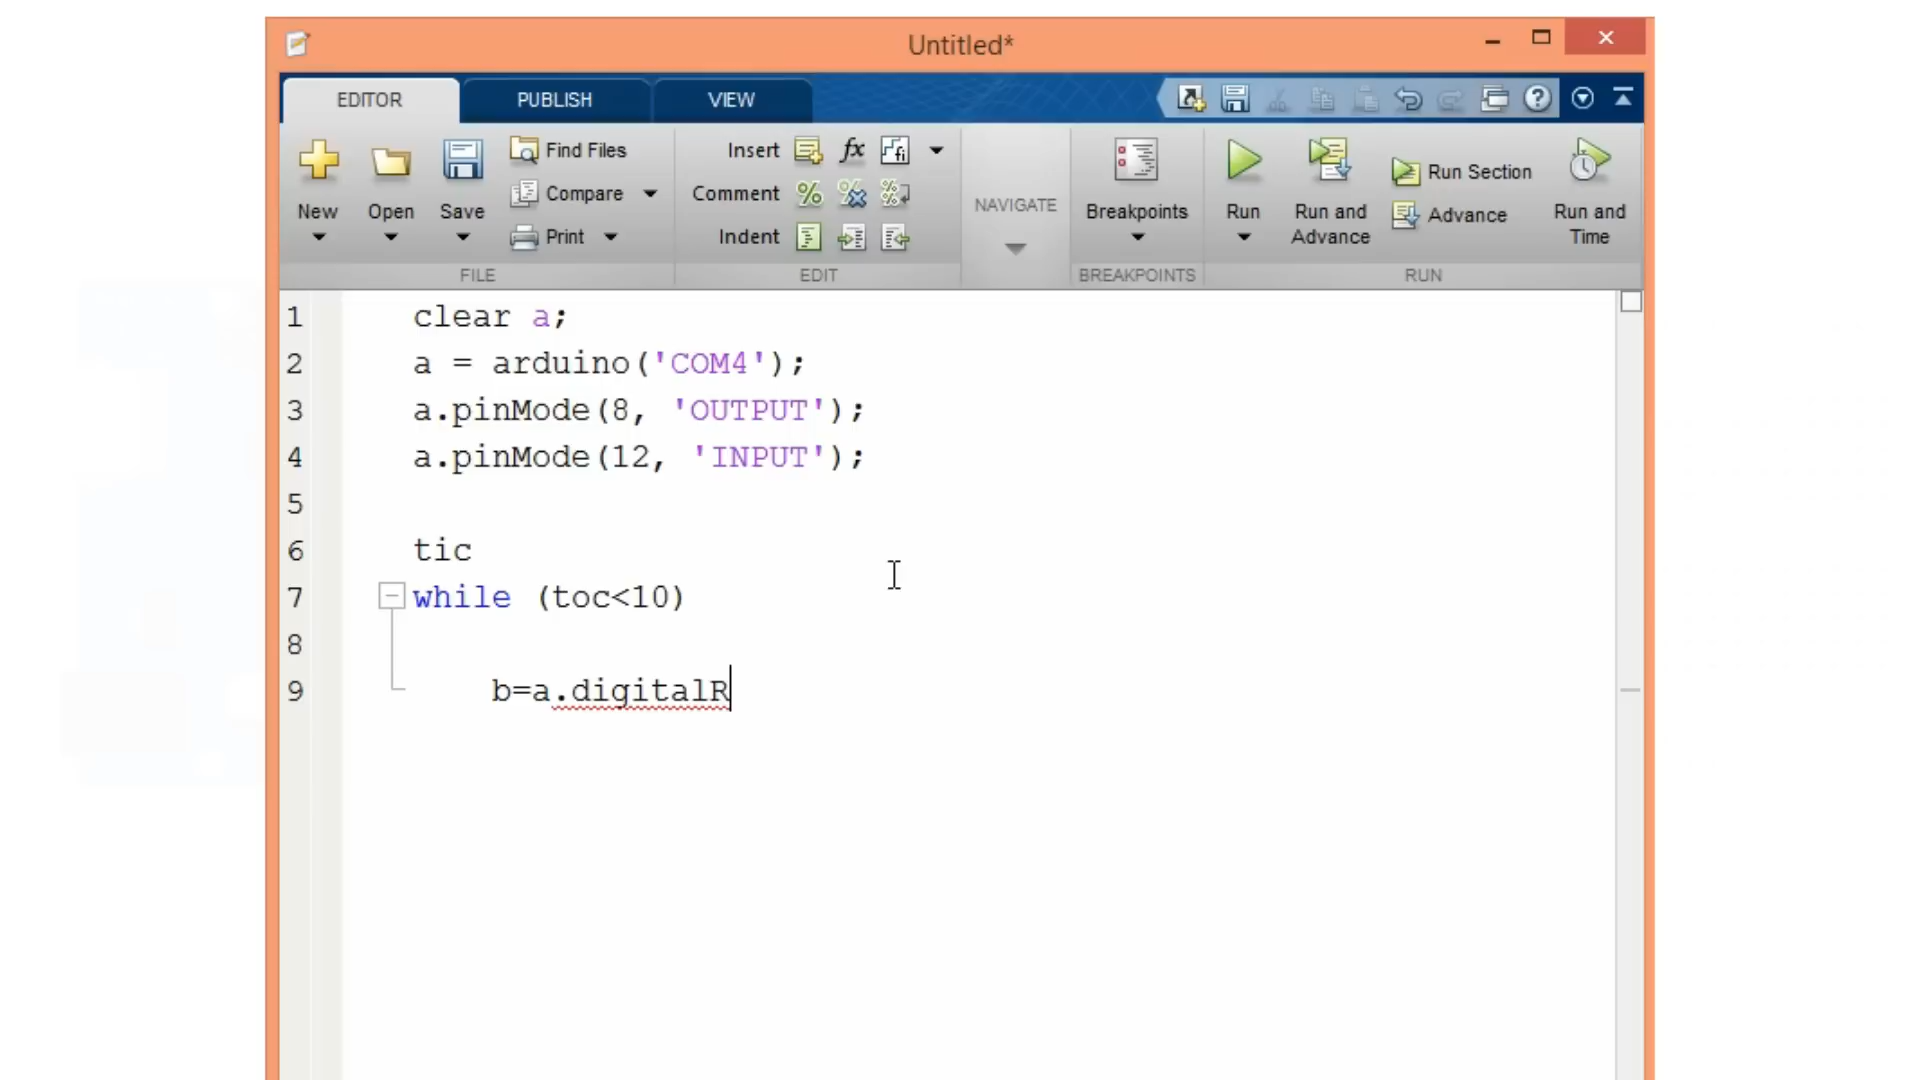 Untitled*
EDITOR PUBLISH VIEW
New Open Save Find Files Compare Print
FILE
Insert fx fi
Comment
Indent
EDIT
NAVIGATE
Breakpoints
BREAKPOINTS
Run Run and Advance Run Section Advance Run and Time
RUN
1 clear a;
2 a = arduino('COM4');
3 a.pinMode(8, 'OUTPUT');
4 a.pinMode(12, 'INPUT');
5
6 tic
7 while (toc<10)
8
9 b=a.digitalR